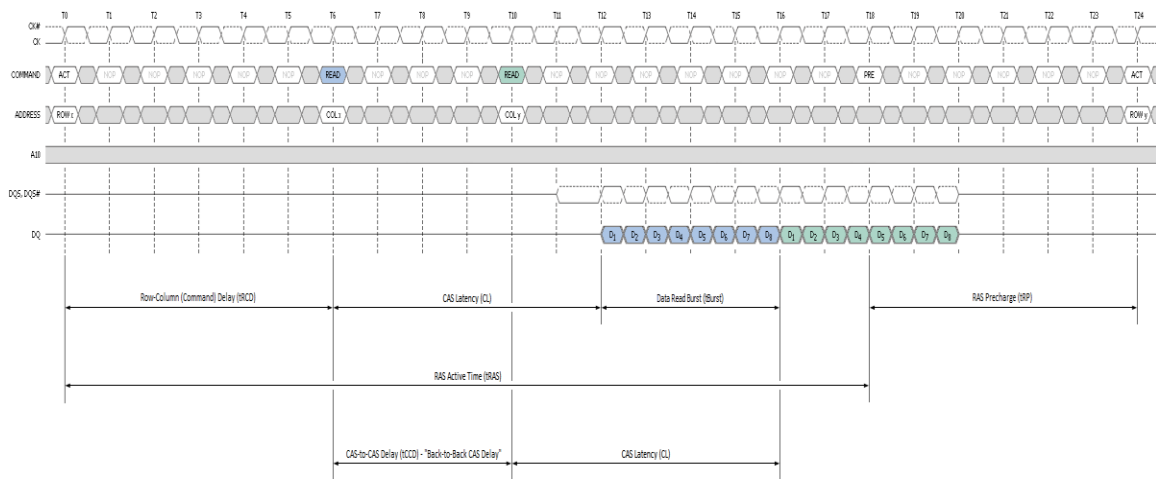 T0 T1 T2 T3 T4 T5 T6 T7 T8 T9 T10 T11 T12 T13 T14 T15 T16 T17 T18 T19 T20 T21 T22 T23 T24
CK#
CK
COMMAND ACT NOP NOP NOP NOP NOP READ NOP NOP NOP READ NOP NOP NOP NOP NOP NOP NOP PRE NOP NOP NOP NOP NOP ACT
ADDRESS ROW x COL x COL y ROW y
A10
DQS, DQS#
DQ D1 D2 D3 D4 D5 D6 D7 D8 D1 D2 D3 D4 D5 D6 D7 D8
Row-Column (Command) Delay (tRCD) CAS Latency (CL) Data Read Burst (tBurst) RAS Precharge (tRP)
RAS Active Time (tRAS)
CAS-to-CAS Delay (tCCD) - "Back-to-Back CAS Delay" CAS Latency (CL)